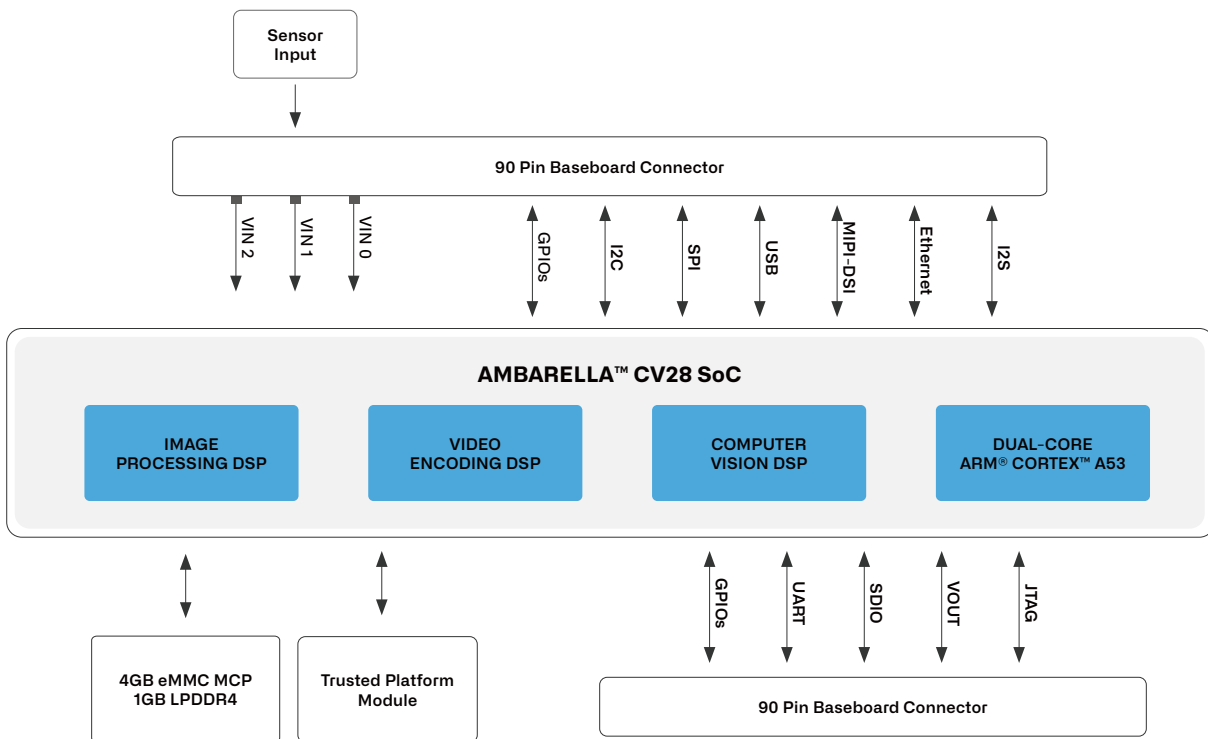 Sensor
Input
90 Pin Baseboard Connector
VIN 2
VIN 1
VIN 0
GPIOs
I2C
SPI
USB
MIPI-DSI
Ethernet
I2S
AMBARELLA™ CV28 SoC
IMAGE
PROCESSING DSP
VIDEO
ENCODING DSP
COMPUTER
VISION DSP
DUAL-CORE
ARM® CORTEX™ A53
GPIOs
UART
SDIO
VOUT
JTAG
4GB eMMC MCP
1GB LPDDR4
Trusted Platform
Module
90 Pin Baseboard Connector